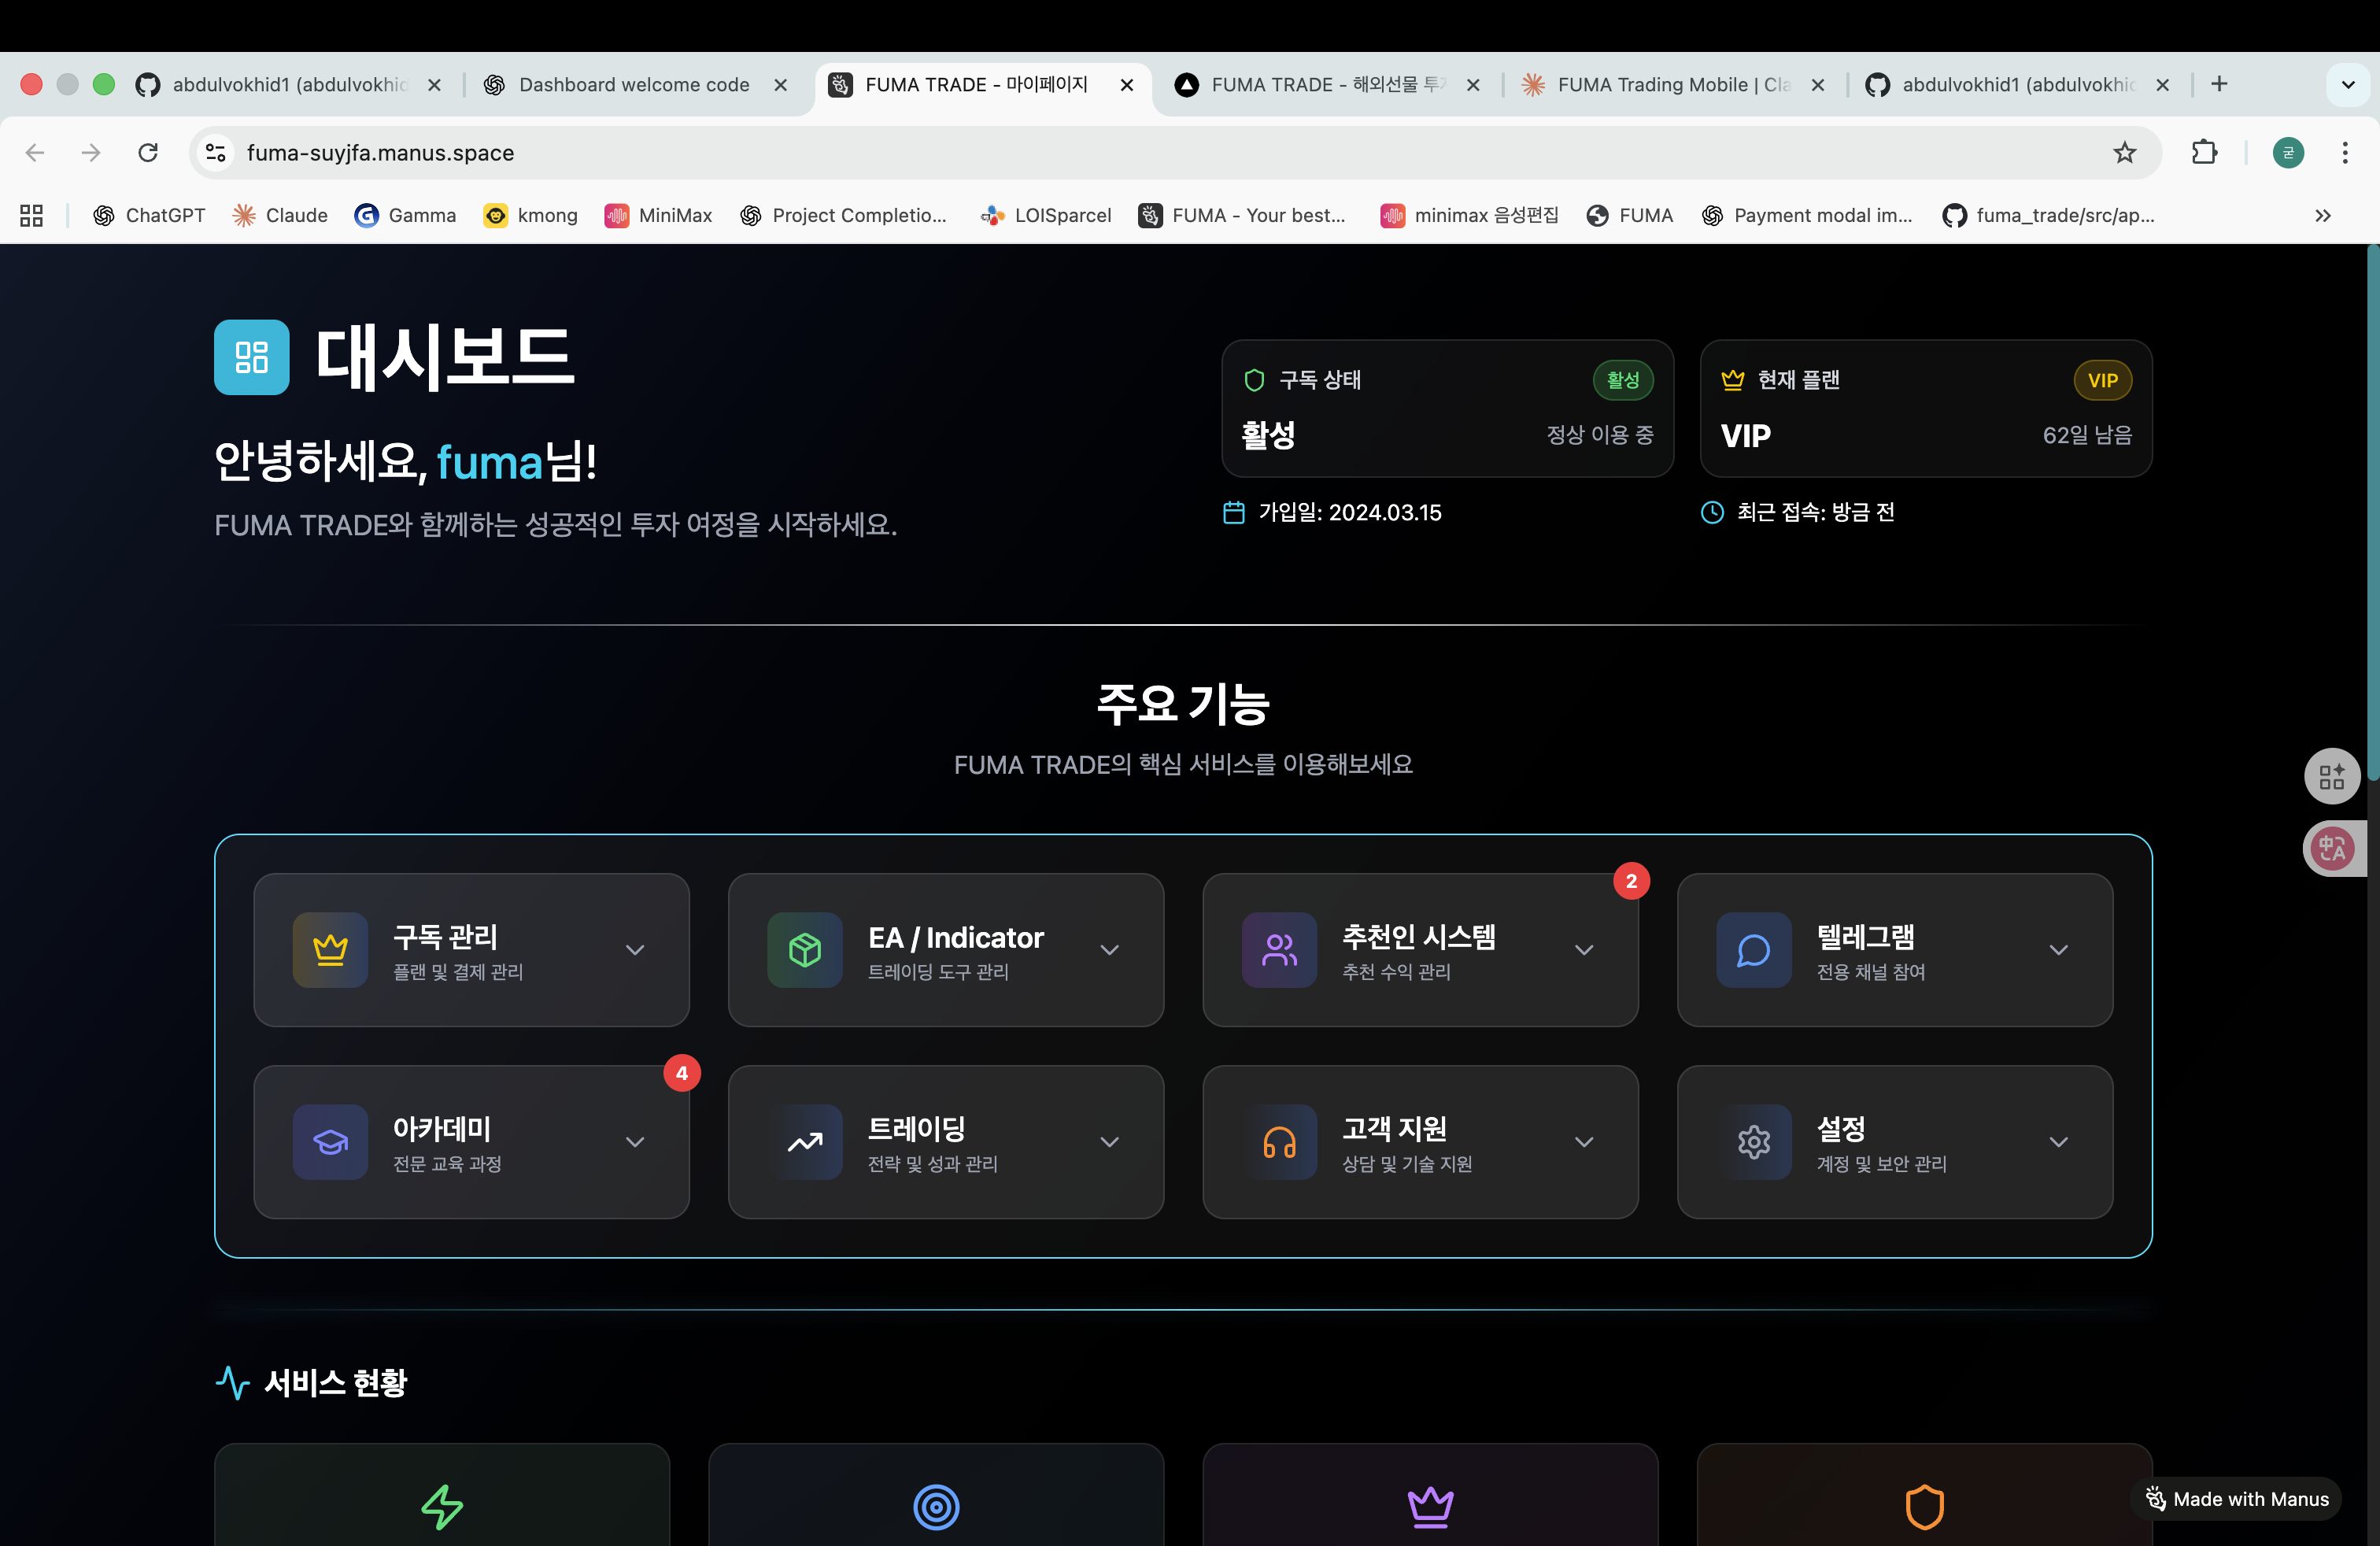 abdulvokhid1 (abdulvokhid
Dashboard welcome code
FUMA TRADE - 마이페이지
FUMA TRADE - 해외선물 투자
FUMA Trading Mobile | Cla
abdulvokhid1 (abdulvokhid
fuma-suyjfa.manus.space
굳
ChatGPT
Claude
Gamma
kmong
MiniMax
Project Completio...
LOISparcel
FUMA - Your best...
minimax 음성편집
FUMA
Payment modal im...
fuma_trade/src/ap...
대시보드
안녕하세요, fuma님!
FUMA TRADE와 함께하는 성공적인 투자 여정을 시작하세요.
구독 상태
활성
활성
정상 이용 중
현재 플랜
VIP
VIP
62일 남음
가입일: 2024.03.15
최근 접속: 방금 전
주요 기능
FUMA TRADE의 핵심 서비스를 이용해보세요
구독 관리
플랜 및 결제 관리
EA / Indicator
트레이딩 도구 관리
2
추천인 시스템
추천 수익 관리
텔레그램
전용 채널 참여
4
아카데미
전문 교육 과정
트레이딩
전략 및 성과 관리
고객 지원
상담 및 기술 지원
설정
계정 및 보안 관리
서비스 현황
Made with Manus